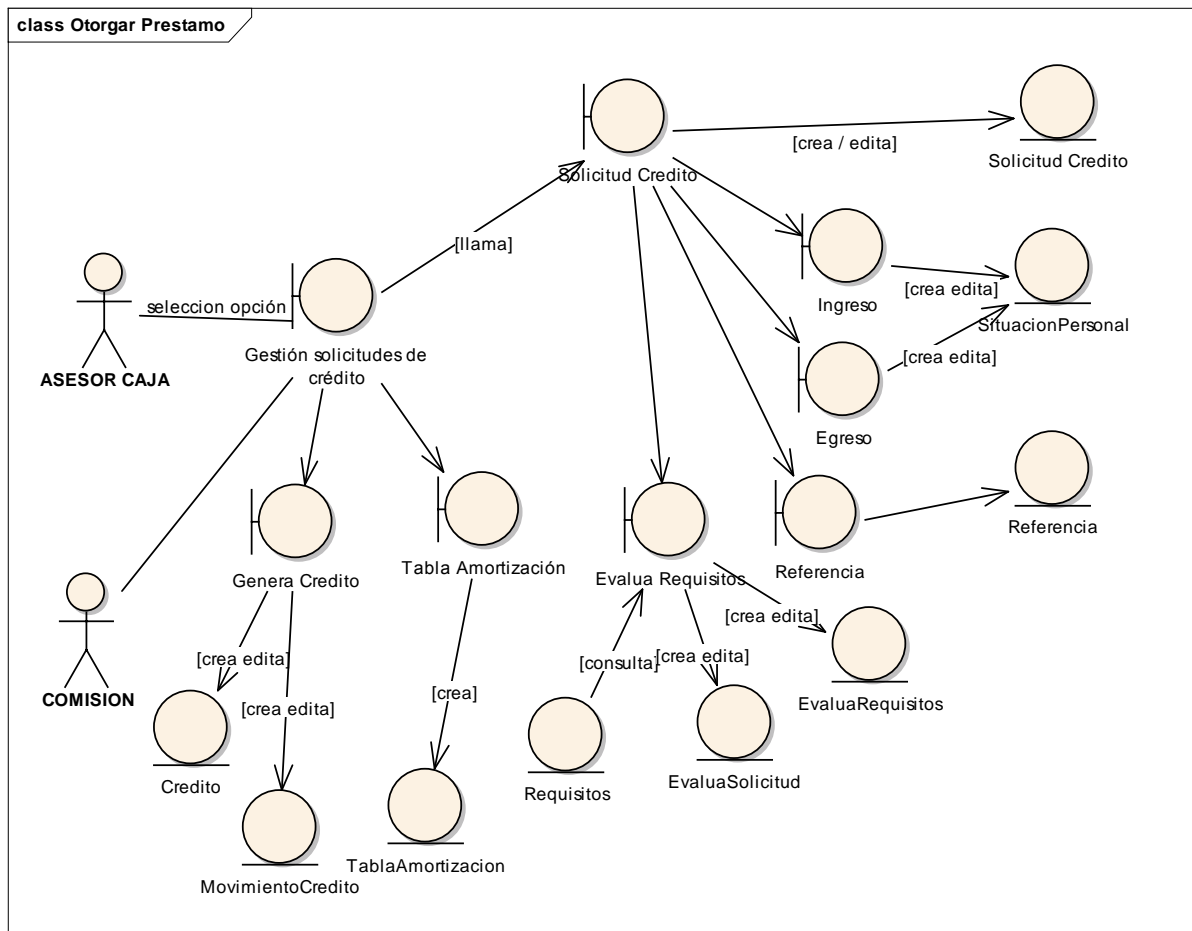 class Otorgar Prestamo
Solicitud Credito
[crea / edita]
Solicitud Credito
[llama]
Ingreso
[crea edita]
SituacionPersonal
seleccion opción
ASESOR CAJA
Gestión solicitudes de
crédito
[crea edita]
Egreso
Genera Credito
Tabla Amortización
Evalua Requisitos
Referencia
Referencia
COMISION
[crea edita]
[crea edita]
[crea]
[consulta]
[crea edita]
[crea edita]
EvaluaRequisitos
Credito
Requisitos
EvaluaSolicitud
MovimientoCredito
TablaAmortizacion